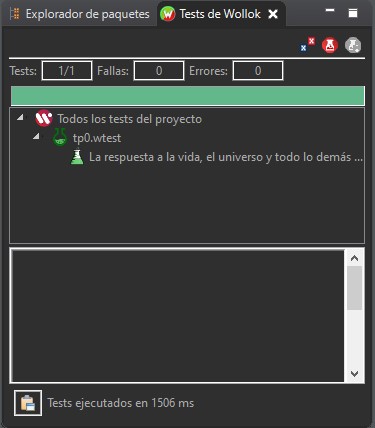 Explorador de paquetes Tests de Wollok
Tests: 1/1 Fallas: 0 Errores: 0
Todos los tests del proyecto
tp0.wtest
La respuesta a la vida, el universo y todo lo demás ...
Tests ejecutados en 1506 ms